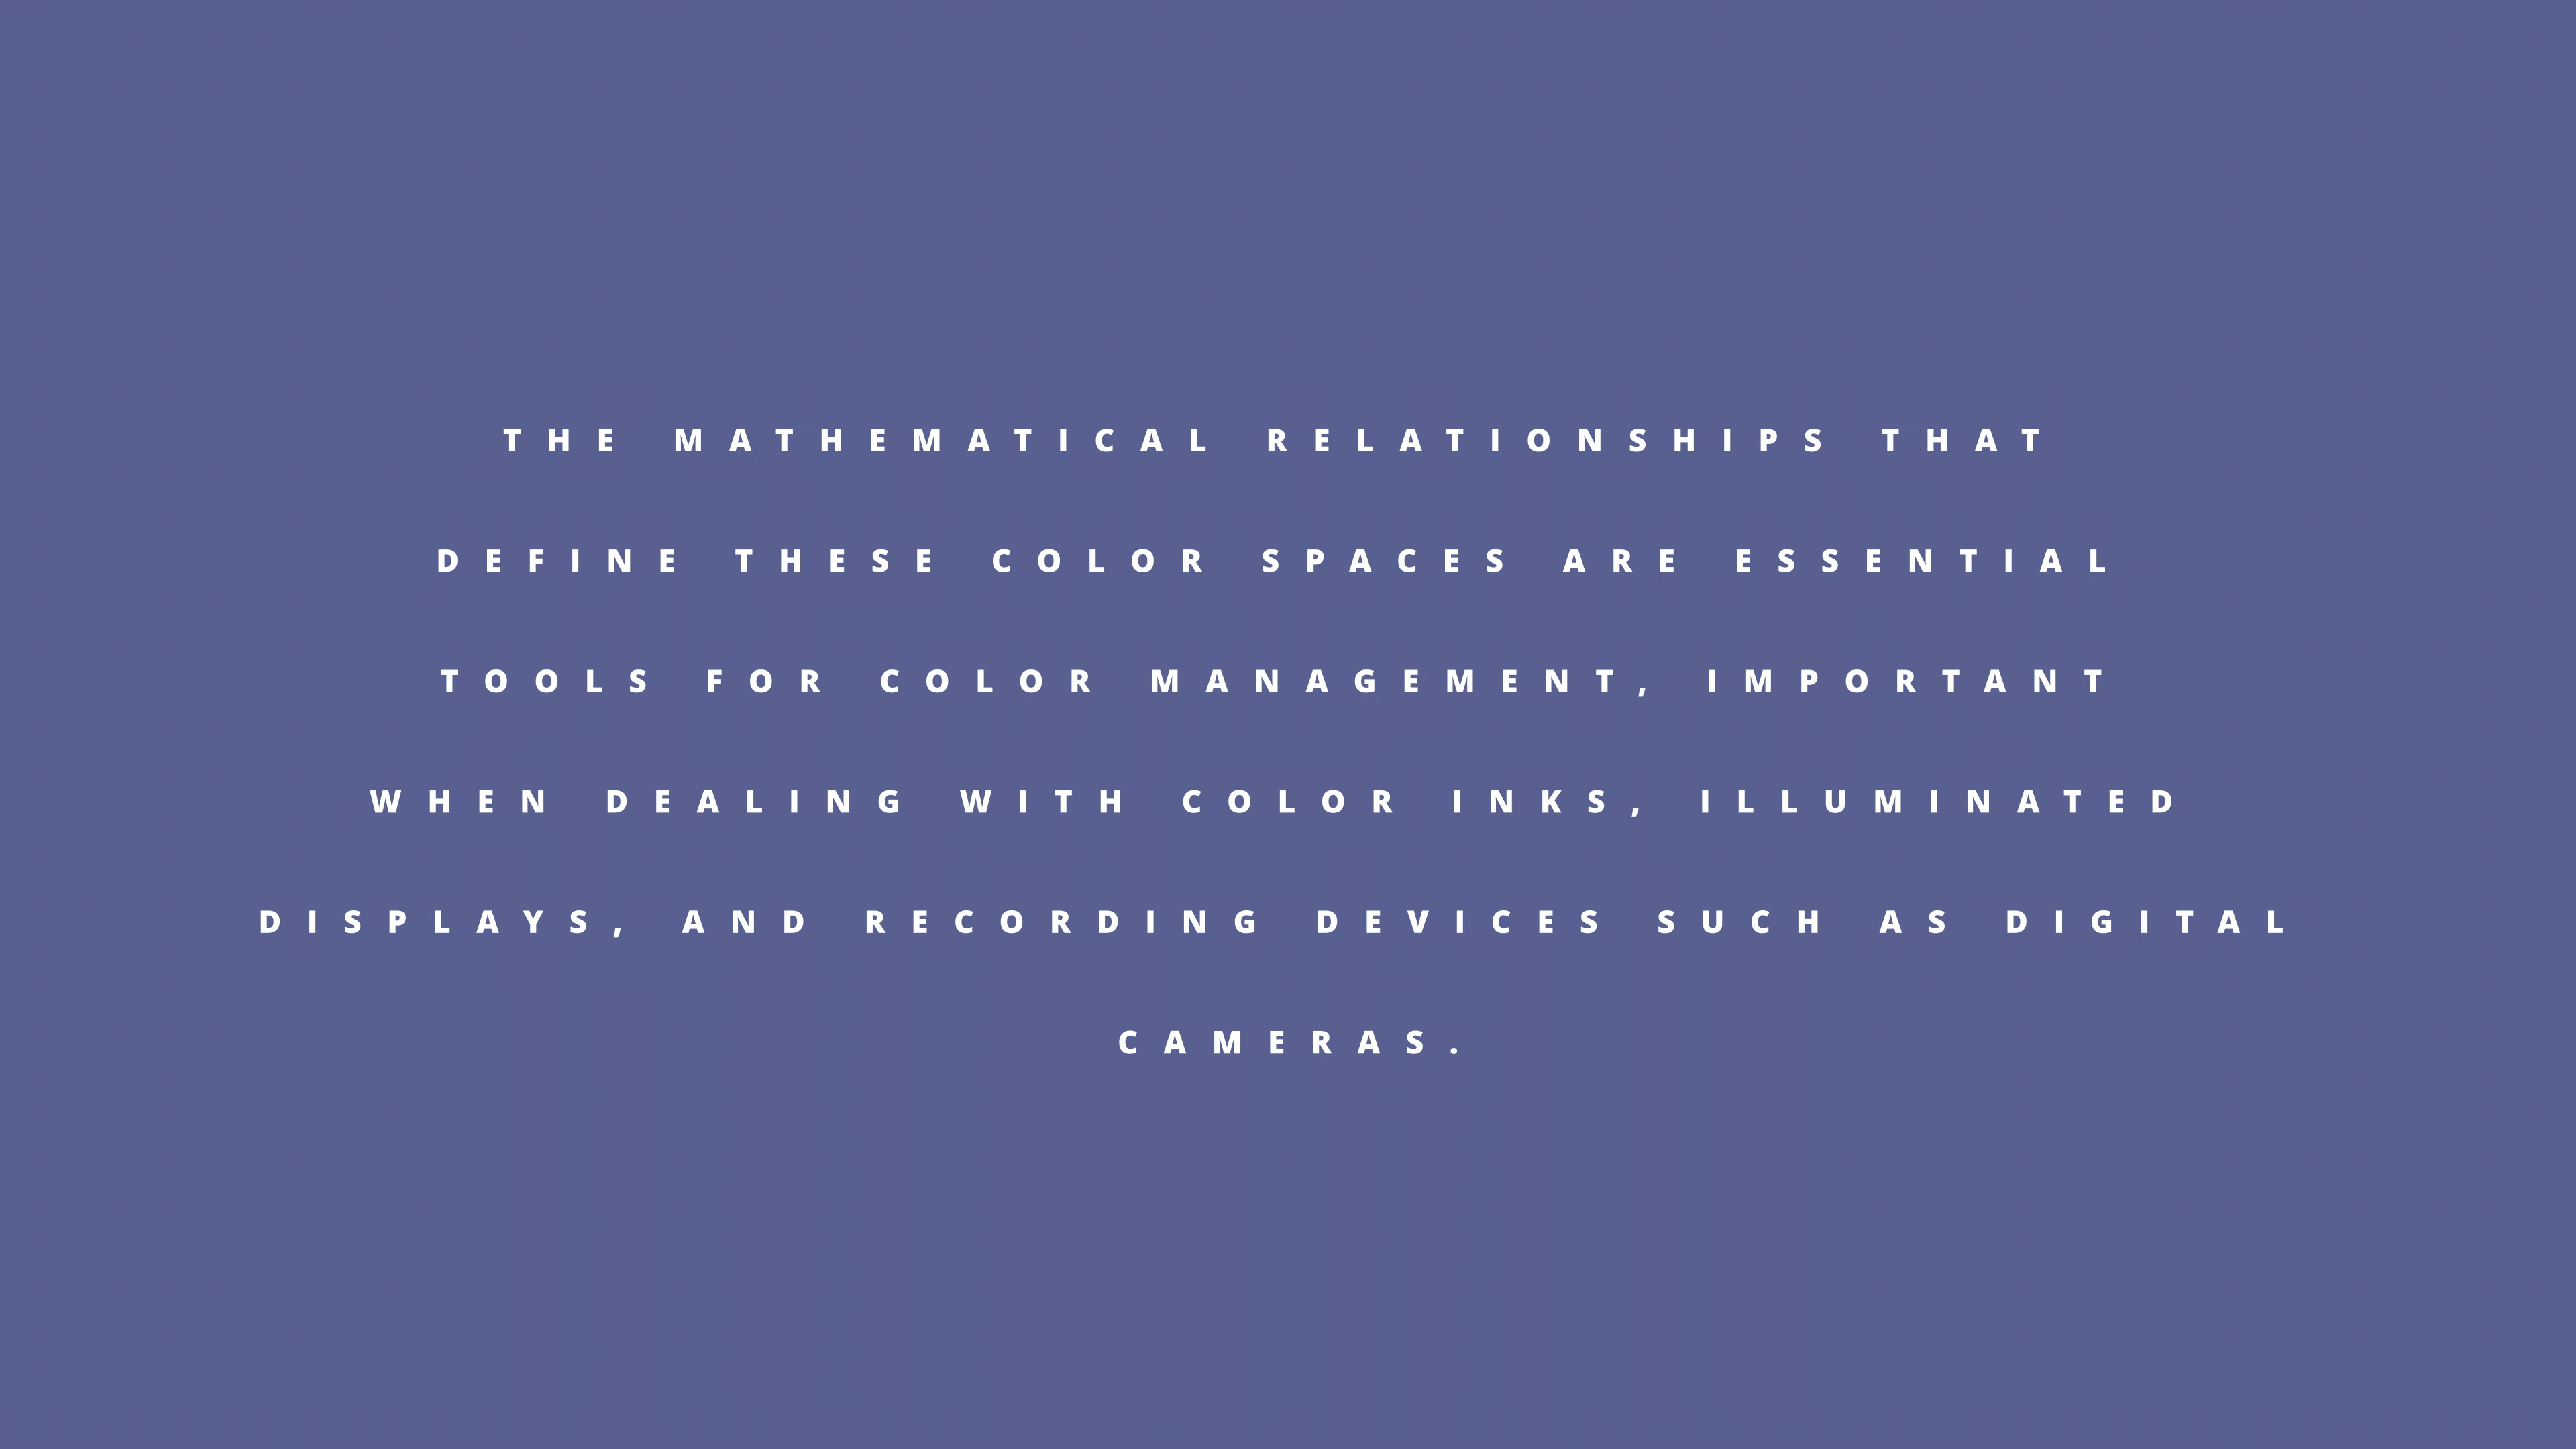 THE MATHEMATICAL RELATIONSHIPS THAT
DEFINE THESE COLOR SPACES ARE ESSENTIAL
TOOLS FOR COLOR MANAGEMENT, IMPORTANT
WHEN DEALING WITH COLOR INKS, ILLUMINATED
DISPLAYS, AND RECORDING DEVICES SUCH AS DIGITAL
CAMERAS.